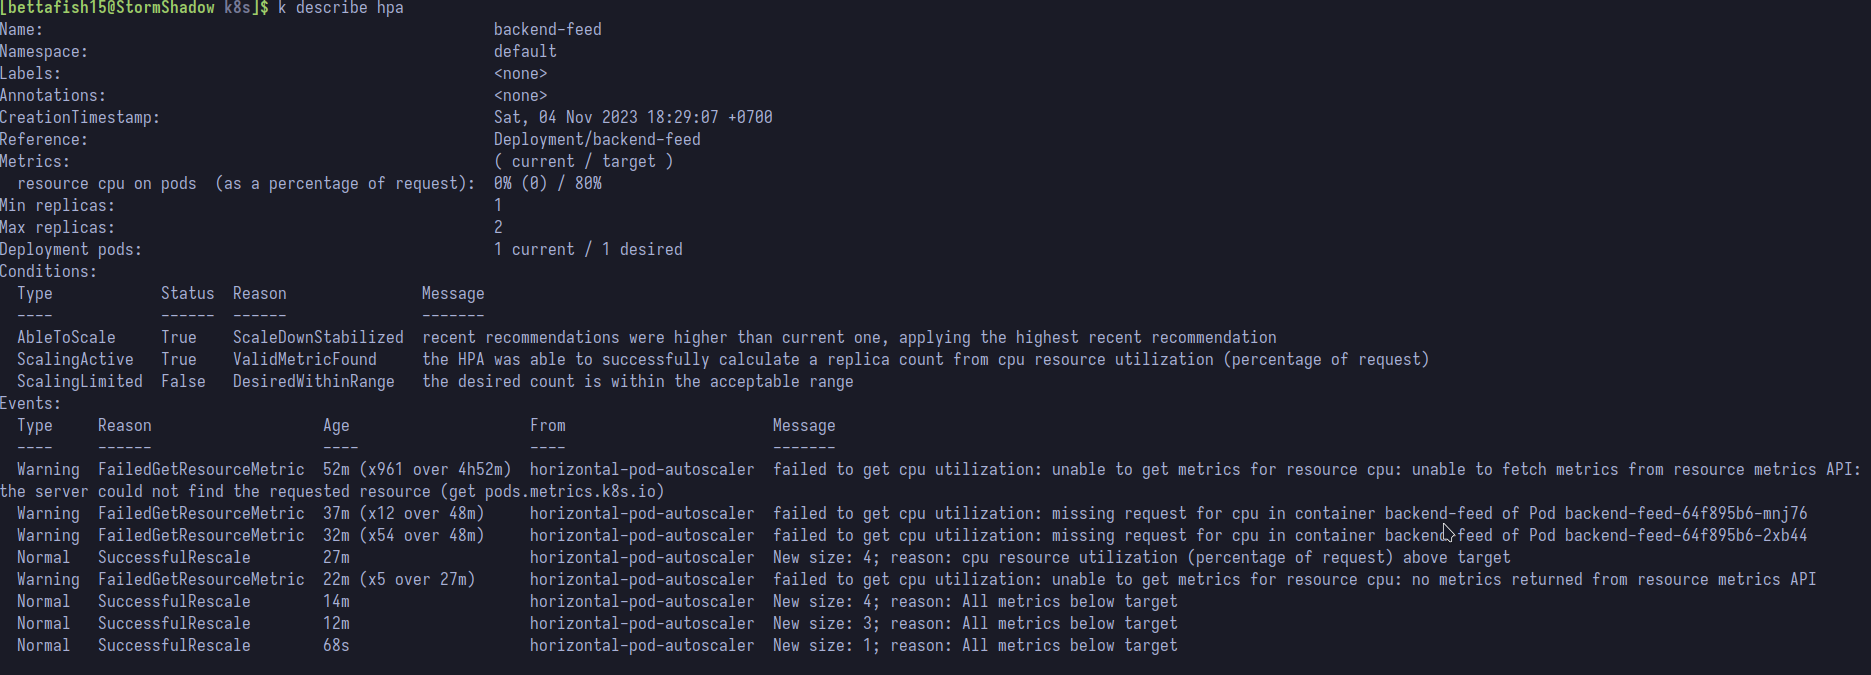 [bettafish15@StormShadow k8s]$ k describe hpa
Name:                                                  backend-feed
Namespace:                                             default
Labels:                                                <none>
Annotations:                                           <none>
CreationTimestamp:                                     Sat, 04 Nov 2023 18:29:07 +0700
Reference:                                             Deployment/backend-feed
Metrics:                                               ( current / target )
  resource cpu on pods  (as a percentage of request):  0% (0) / 80%
Min replicas:                                          1
Max replicas:                                          2
Deployment pods:                                       1 current / 1 desired
Conditions:
  Type            Status  Reason               Message
  ----            ------  ------               -------
  AbleToScale     True    ScaleDownStabilized  recent recommendations were higher than current one, applying the highest recent recommendation
  ScalingActive   True    ValidMetricFound     the HPA was able to successfully calculate a replica count from cpu resource utilization (percentage of request)
  ScalingLimited  False   DesiredWithinRange   the desired count is within the acceptable range
Events:
  Type     Reason                   Age                    From                       Message
  ----     ------                   ----                   ----                       -------
  Warning  FailedGetResourceMetric  52m (x961 over 4h52m)  horizontal-pod-autoscaler  failed to get cpu utilization: unable to get metrics for resource cpu: unable to fetch metrics from resource metrics API:
the server could not find the requested resource (get pods.metrics.k8s.io)
  Warning  FailedGetResourceMetric  37m (x12 over 48m)     horizontal-pod-autoscaler  failed to get cpu utilization: missing request for cpu in container backend-feed of Pod backend-feed-64f895b6-mnj76
  Warning  FailedGetResourceMetric  32m (x54 over 48m)     horizontal-pod-autoscaler  failed to get cpu utilization: missing request for cpu in container backend-feed of Pod backend-feed-64f895b6-2xb44
  Normal   SuccessfulRescale        27m                    horizontal-pod-autoscaler  New size: 4; reason: cpu resource utilization (percentage of request) above target
  Warning  FailedGetResourceMetric  22m (x5 over 27m)      horizontal-pod-autoscaler  failed to get cpu utilization: unable to get metrics for resource cpu: no metrics returned from resource metrics API
  Normal   SuccessfulRescale        14m                    horizontal-pod-autoscaler  New size: 4; reason: All metrics below target
  Normal   SuccessfulRescale        12m                    horizontal-pod-autoscaler  New size: 3; reason: All metrics below target
  Normal   SuccessfulRescale        68s                    horizontal-pod-autoscaler  New size: 1; reason: All metrics below target